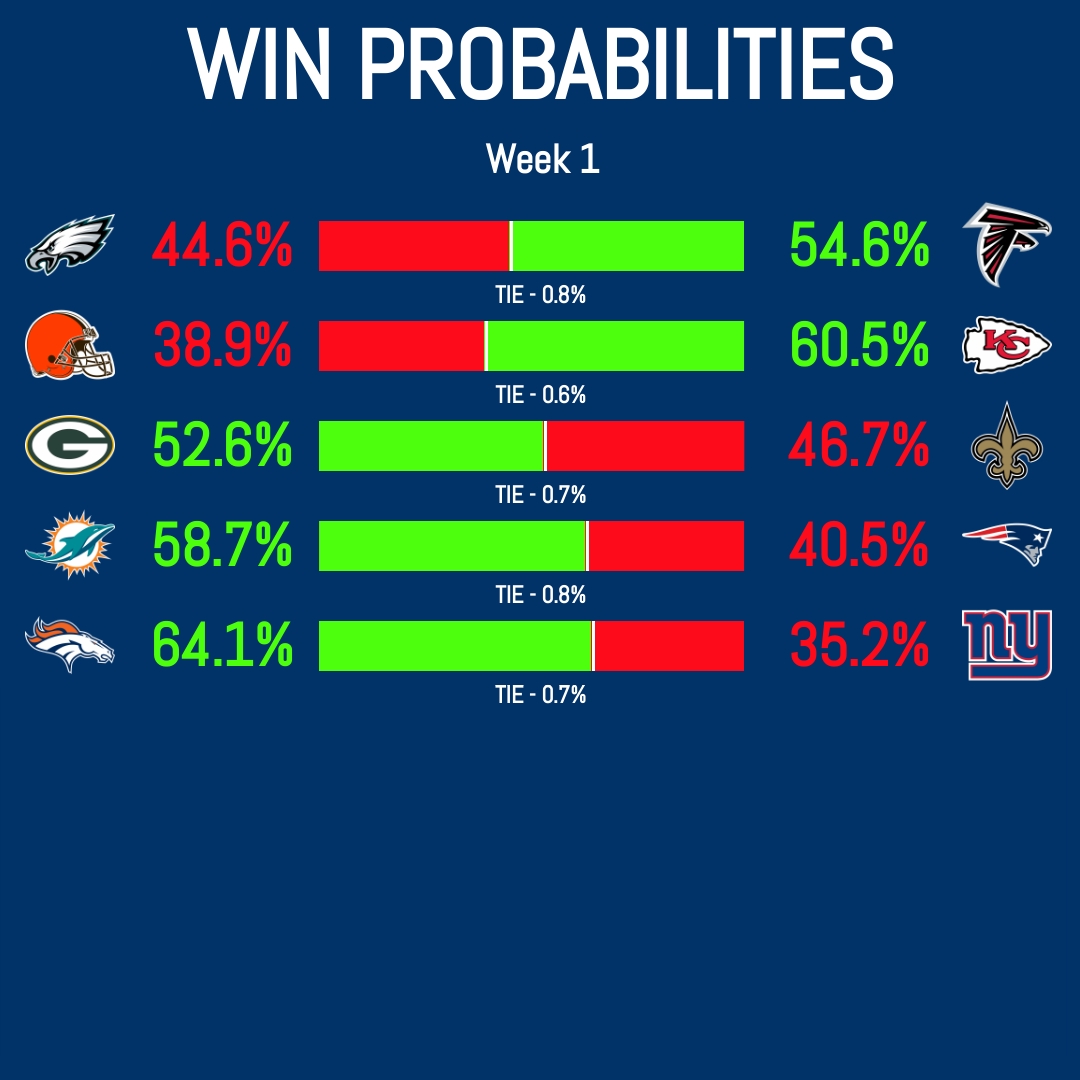 WIN PROBABILITIES
Week 1
44.6% 54.6%
TIE - 0.8%
38.9% 60.5%
KC
TIE - 0.6%
G
52.6% 46.7%
TIE - 0.7%
58.7% 40.5%
TIE - 0.8%
64.1% 35.2% ny
TIE - 0.7%